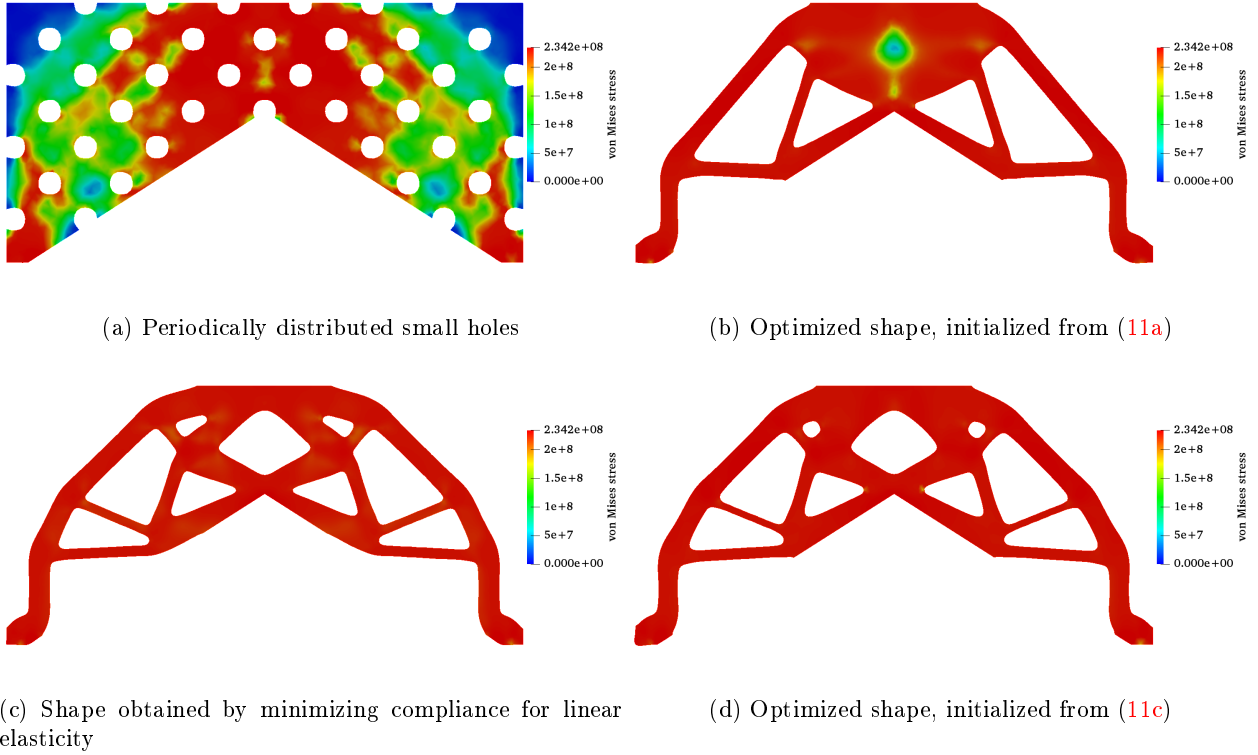 2.342e+08
2e+8
1.5e+8
1e+8
5e+7
0.000e+00
von Mises stress
2.342e+08
2e+8
1.5e+8
1e+8
5e+7
0.000e+00
von Mises stress
(a) Periodically distributed small holes
(b) Optimized shape, initialized from (11a)
2.342e+08
2e+8
1.5e+8
1e+8
5e+7
0.000e+00
von Mises stress
2.342e+08
2e+8
1.5e+8
1e+8
5e+7
0.000e+00
von Mises stress
(c) Shape obtained by minimizing compliance for linear
elasticity
(d) Optimized shape, initialized from (11c)